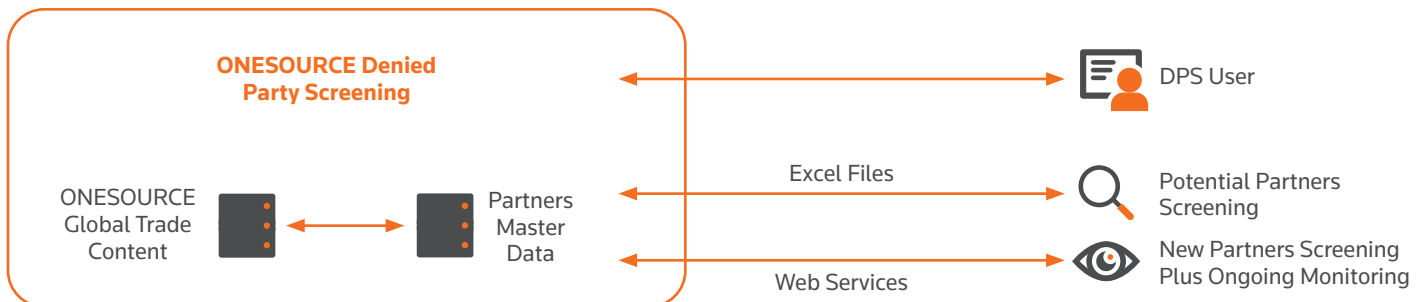 ONESOURCE Denied
Party Screening
DPS User
ONESOURCE
Global Trade
Content
Partners
Master
Data
Excel Files
Potential Partners
Screening
Web Services
New Partners Screening
Plus Ongoing Monitoring